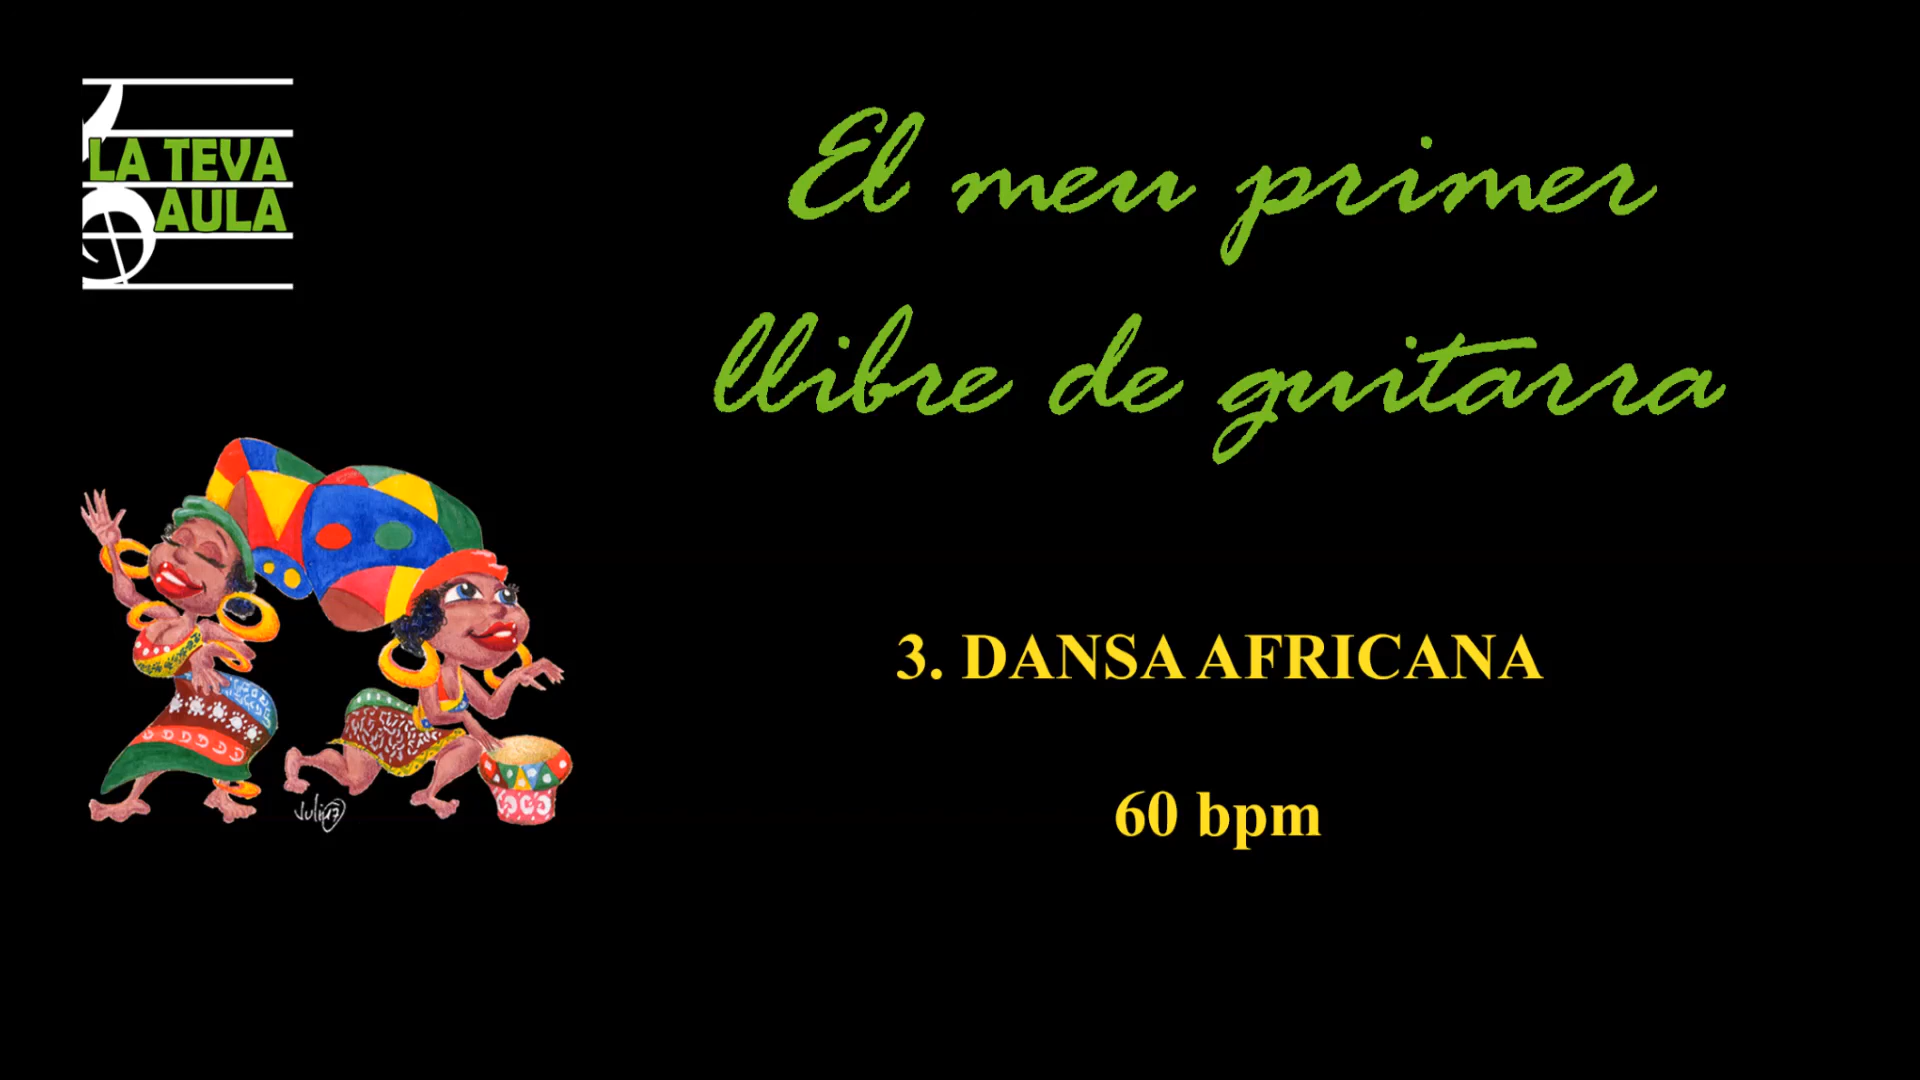 LA TEVA
AULA
El meu primer
llibre de guitarra
3. DANSA AFRICANA
60 bpm